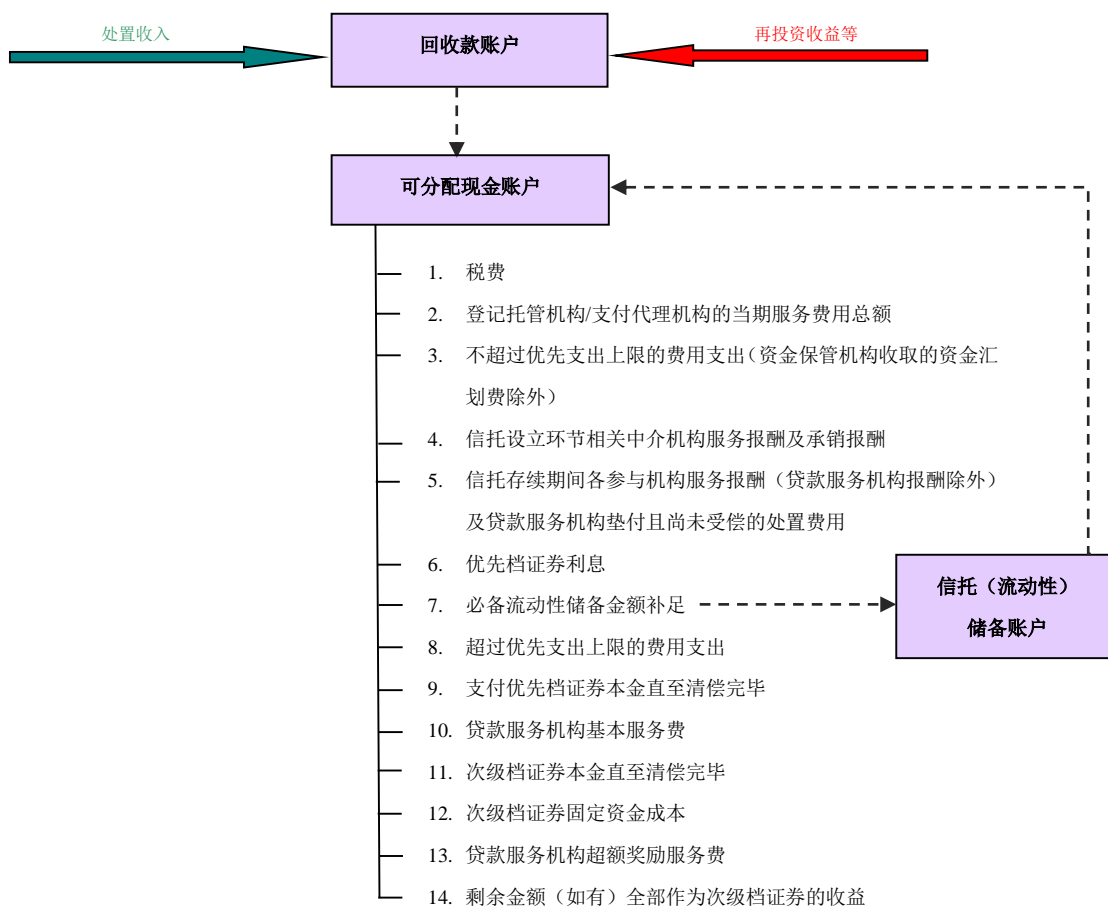 处置收入
回收款账户
再投资收益等
可分配现金账户
1. 税费
2. 登记托管机构/支付代理机构的当期服务费用总额
3. 不超过优先支出上限的费用支出（资金保管机构收取的资金汇
划费除外）
4. 信托设立环节相关中介机构服务报酬及承销报酬
5. 信托存续期间各参与机构服务报酬（贷款服务机构报酬除外）
及贷款服务机构垫付且尚未受偿的处置费用
6. 优先档证券利息
7. 必备流动性储备金额补足
信托（流动性）
储备账户
8. 超过优先支出上限的费用支出
9. 支付优先档证券本金直至清偿完毕
10. 贷款服务机构基本服务费
11. 次级档证券本金直至清偿完毕
12. 次级档证券固定资金成本
13. 贷款服务机构超额奖励服务费
14. 剩余金额（如有）全部作为次级档证券的收益